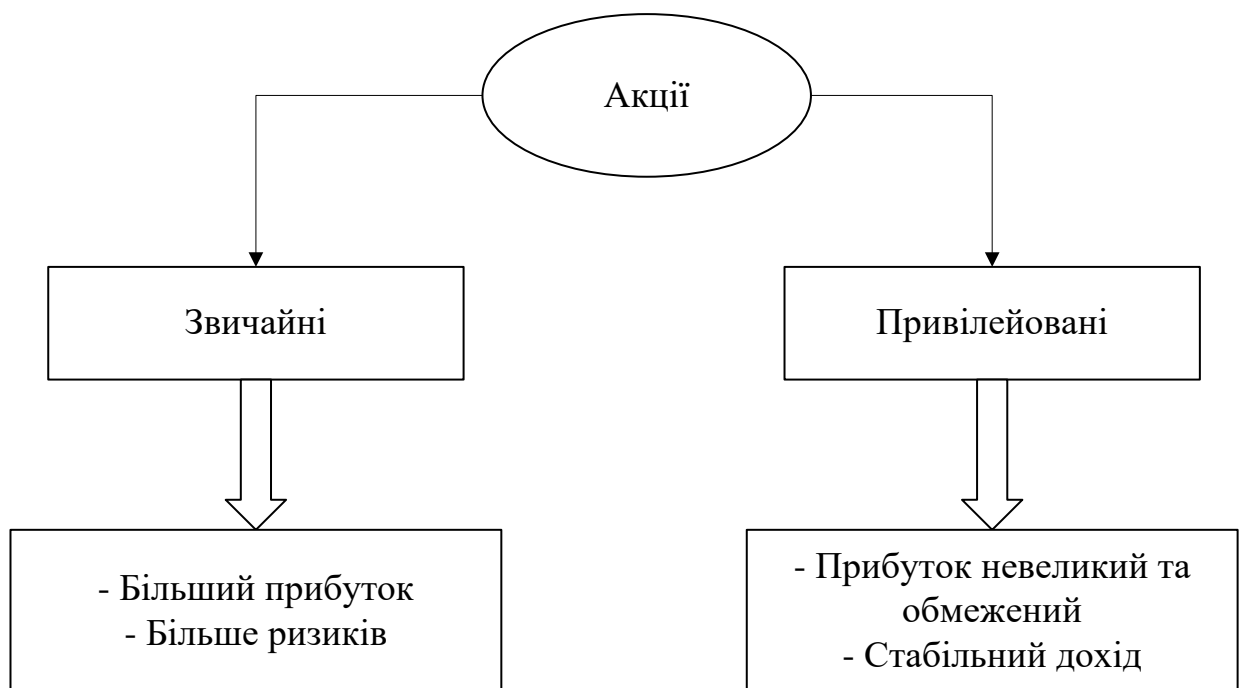 Акції
Звичайні
Привілейовані
- Більший прибуток
- Більше ризиків
- Прибуток невеликий та
обмежений
- Стабільний дохід